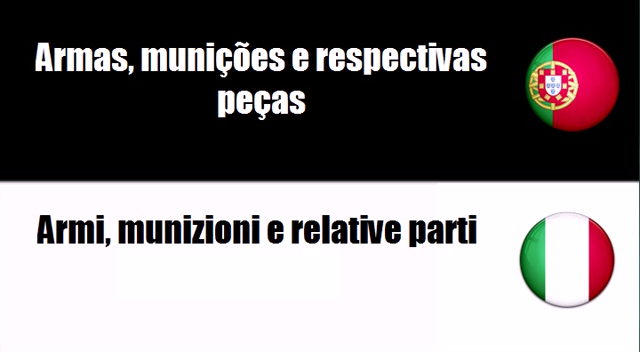 Armas, munições e respectivas
peças
Armi, munizioni e relative parti